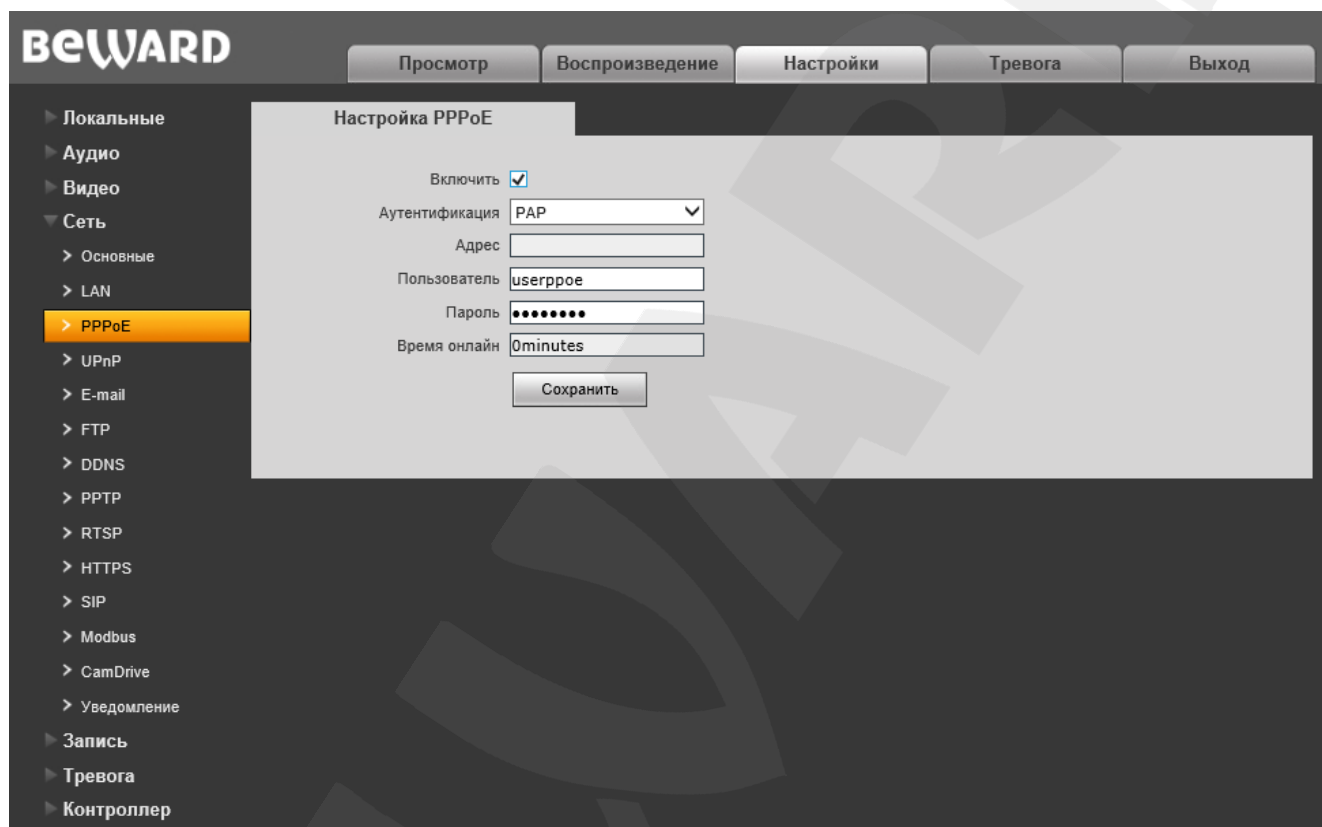 BEWARD
Просмотр
Воспроизведение
Настройки
Тревога
Выход
Локальные
Аудио
Видео
Сеть
Основные
LAN
PPPoE
UPnP
E-mail
FTP
DDNS
PPTP
RTSP
HTTPS
SIP
Modbus
CamDrive
Уведомление
Запись
Тревога
Контроллер
Настройка PPPoE
Включить
Аутентификация PAP
Адрес
Пользователь userppoe
Пароль ••••••••
Время онлайн 0minutes
Сохранить